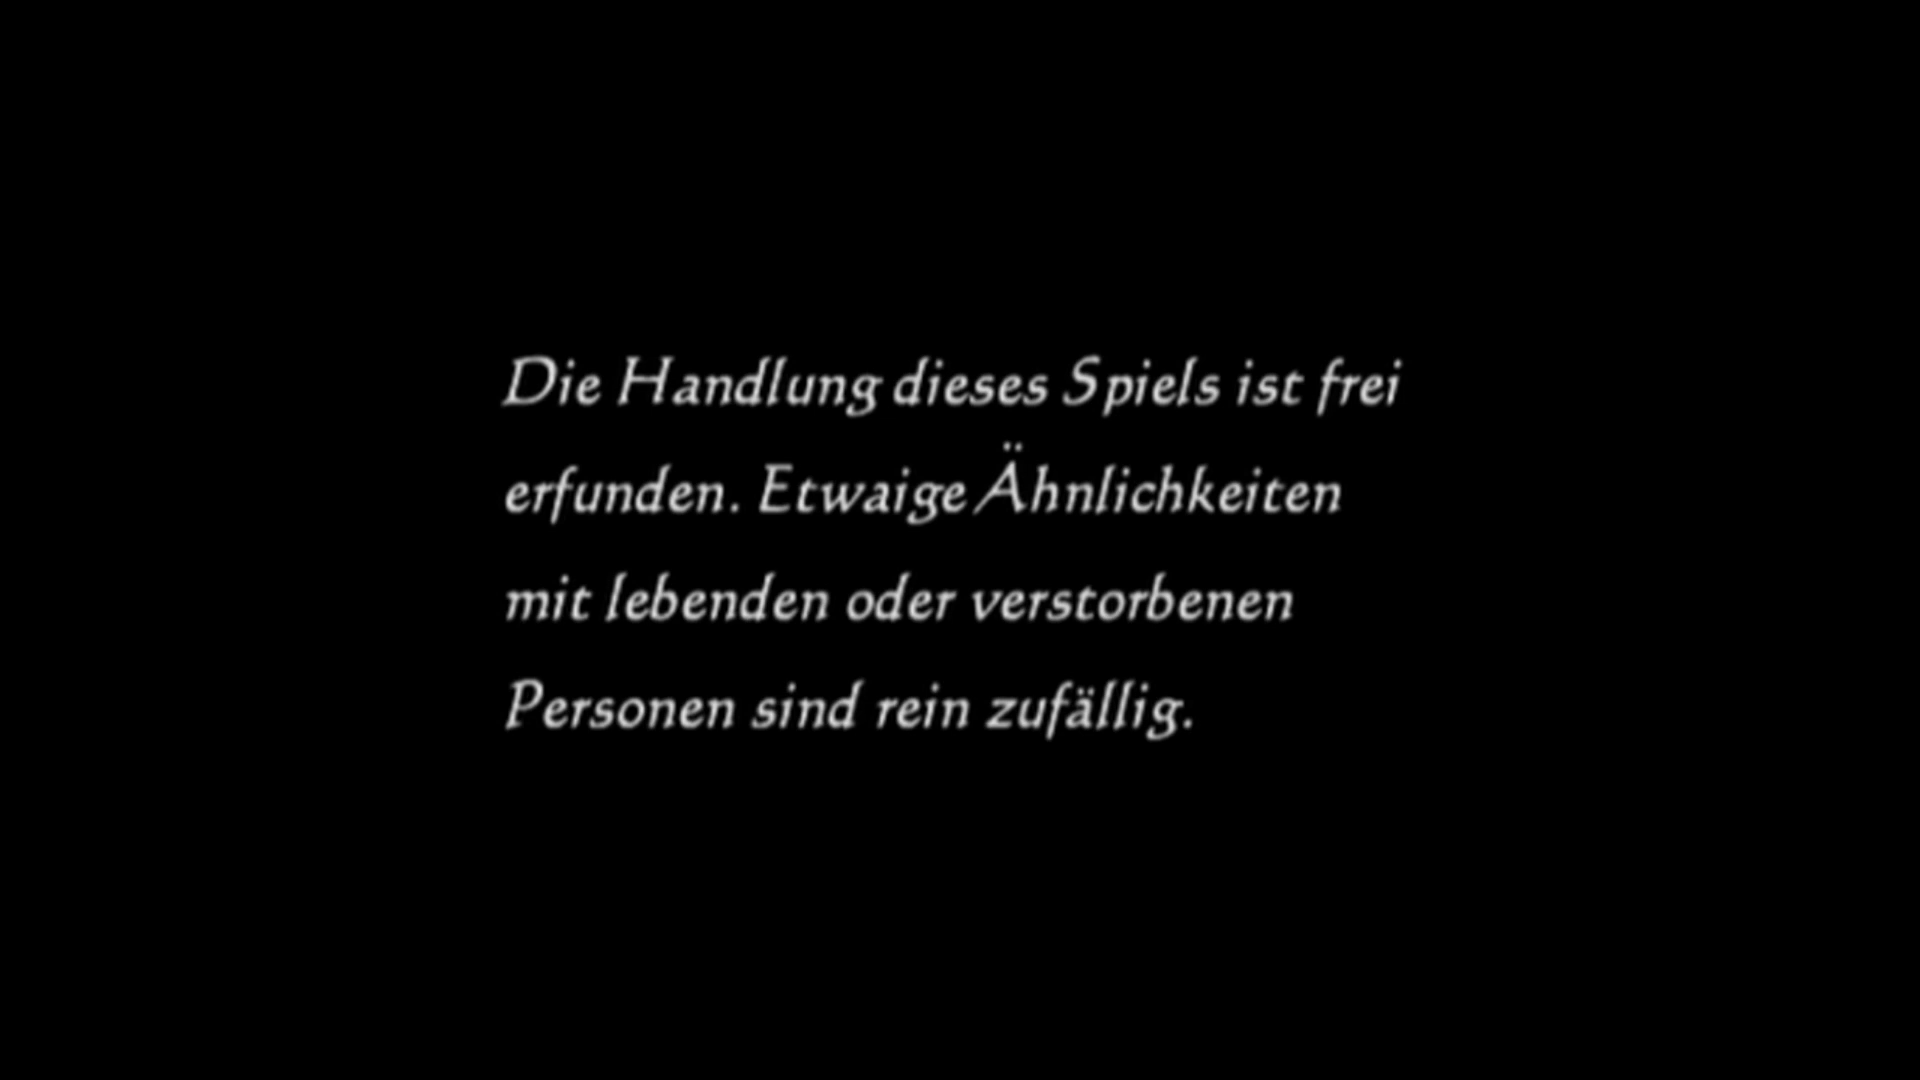 Die Handlung dieses Spiels ist frei
erfunden. Etwaige Ähnlichkeiten
mit lebenden oder verstorbenen
Personen sind rein zufällig.